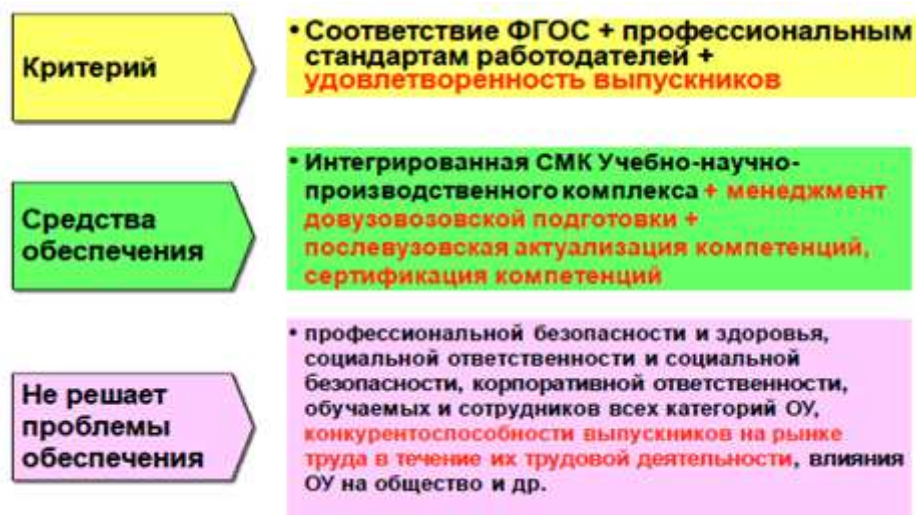 Критерий
• Соответствие ФГОС + профессиональным
стандартам работодателей +
удовлетворенность выпускников
Средства
обеспечения
• Интегрированная СМК Учебно-научно-
производственного комплекса + менеджмент
довузовозовской подготовки +
послевузовская актуализация компетенций,
сертификация компетенций
Не решает
проблемы
обеспечения
• профессиональной безопасности и здоровья,
социальной ответственности и социальной
безопасности, корпоративной ответственности,
обучаемых и сотрудников всех категорий ОУ,
конкурентоспособности выпускников на рынке
труда в течение их трудовой деятельности, влияния
ОУ на общество и др.